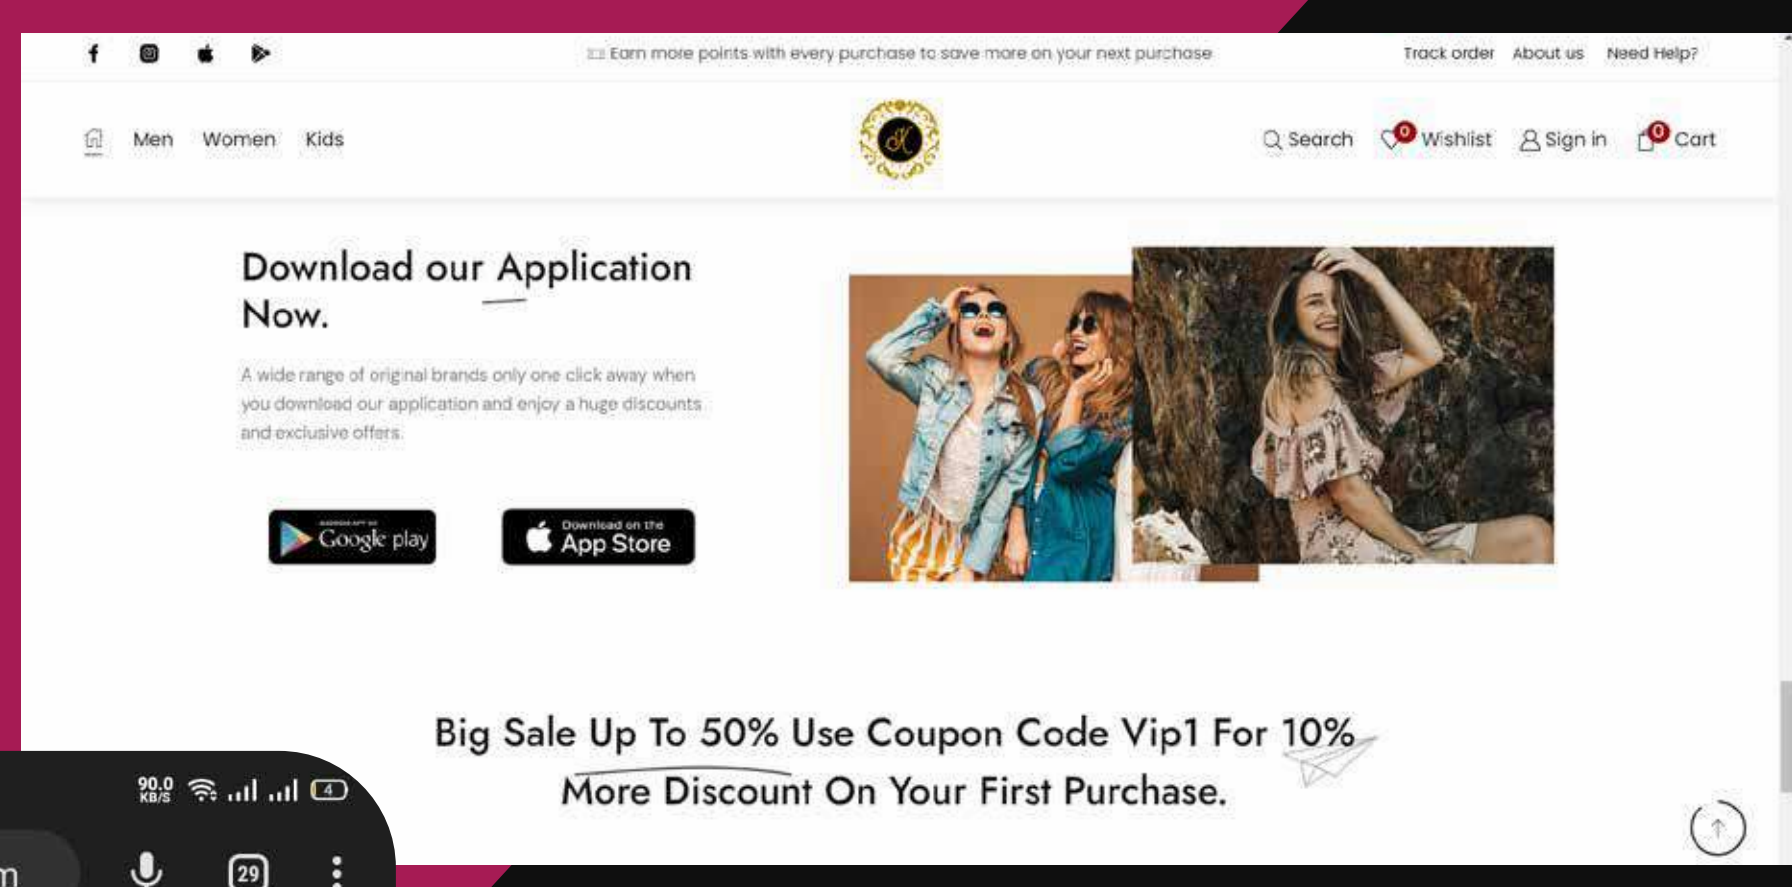 Earn more points with every purchase to save more on your next purchase
Track order About us Need Help?
Men Women Kids
K
Search 0 Wishlist Sign in 0 Cart
Download our Application
Now.
A wide range of original brands only one click away when
you download our application and enjoy a huge discounts
and exclusive offers.
ANDROID APP ON
Google play
Download on the
App Store
Big Sale Up To 50% Use Coupon Code Vip1 For 10%
More Discount On Your First Purchase.
90.0
KB/S
4
m
29